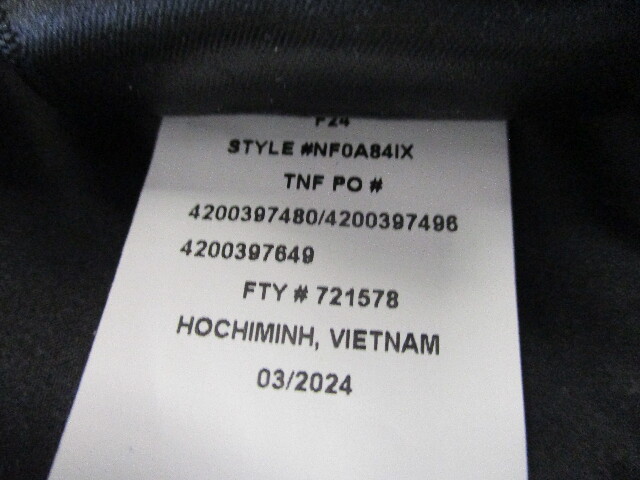 F24
STYLE #NF0A84IX
TNF PO #
4200397480/4200397496
4200397649
FTY # 721578
HOCHIMINH, VIETNAM
03/2024